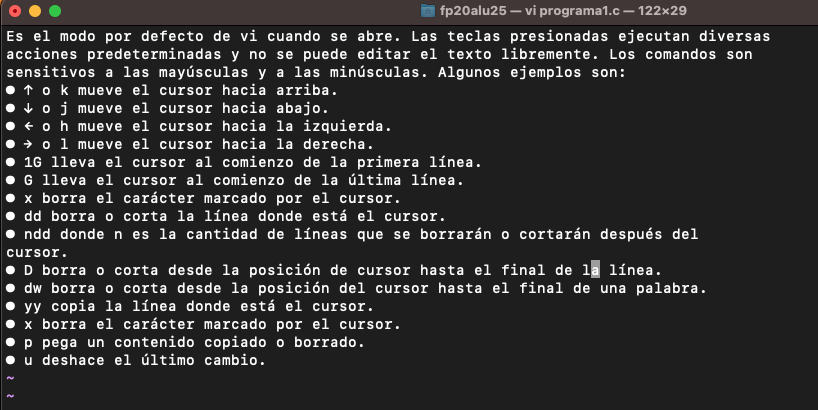 fp20alu25 — vi programa1.c — 122×29
Es el modo por defecto de vi cuando se abre. Las teclas presionadas ejecutan diversas
acciones predeterminadas y no se puede editar el texto libremente. Los comandos son
sensitivos a las mayúsculas y a las minúsculas. Algunos ejemplos son:
● ↑ o k mueve el cursor hacia arriba.
● ↓ o j mueve el cursor hacia abajo.
● ← o h mueve el cursor hacia la izquierda.
● → o l mueve el cursor hacia la derecha.
● 1G lleva el cursor al comienzo de la primera línea.
● G lleva el cursor al comienzo de la última línea.
● x borra el carácter marcado por el cursor.
● dd borra o corta la línea donde está el cursor.
● ndd donde n es la cantidad de líneas que se borrarán o cortarán después del
cursor.
● D borra o corta desde la posición de cursor hasta el final de la línea.
● dw borra o corta desde la posición del cursor hasta el final de una palabra.
● yy copia la línea donde está el cursor.
● x borra el carácter marcado por el cursor.
● p pega un contenido copiado o borrado.
● u deshace el último cambio.
~
~